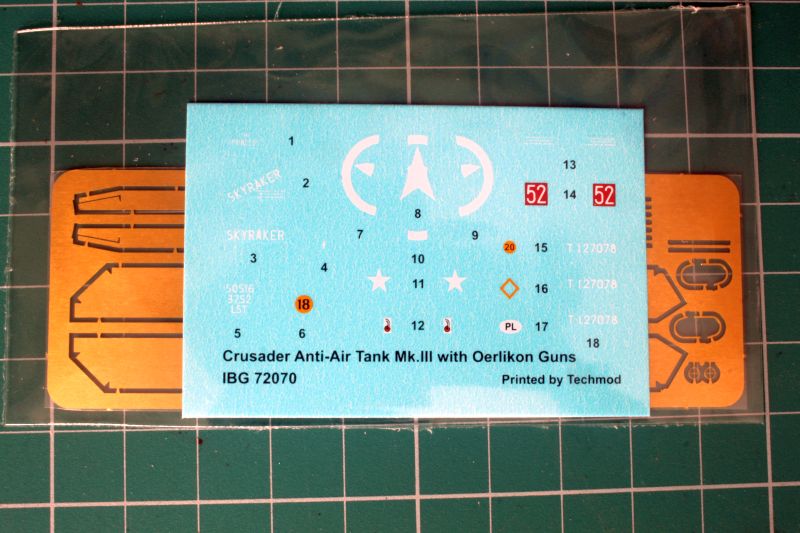 1
SKYRAKER
2
SKYRAKER
3
4
50516
3252
LST
5
18
6
7
8
9
10
11
12
13
52
14
52
20
15
T 127078
16
T 127078
PL
17
T-127078
18
Crusader Anti-Air Tank Mk.III with Oerlikon Guns
IBG 72070
Printed by Techmod